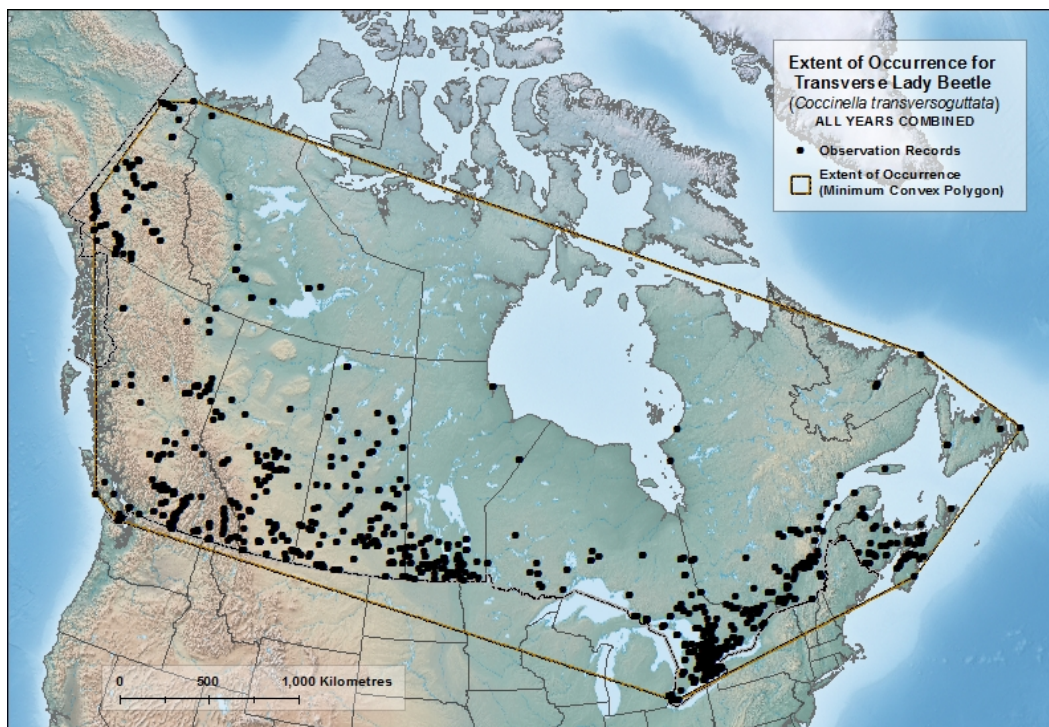 Extent of Occurrence for
Transverse Lady Beetle
(Coccinella transversoguttata)
ALL YEARS COMBINED
Observation Records
Extent of Occurrence
(Minimum Convex Polygon)
0 500 1,000 Kilometres